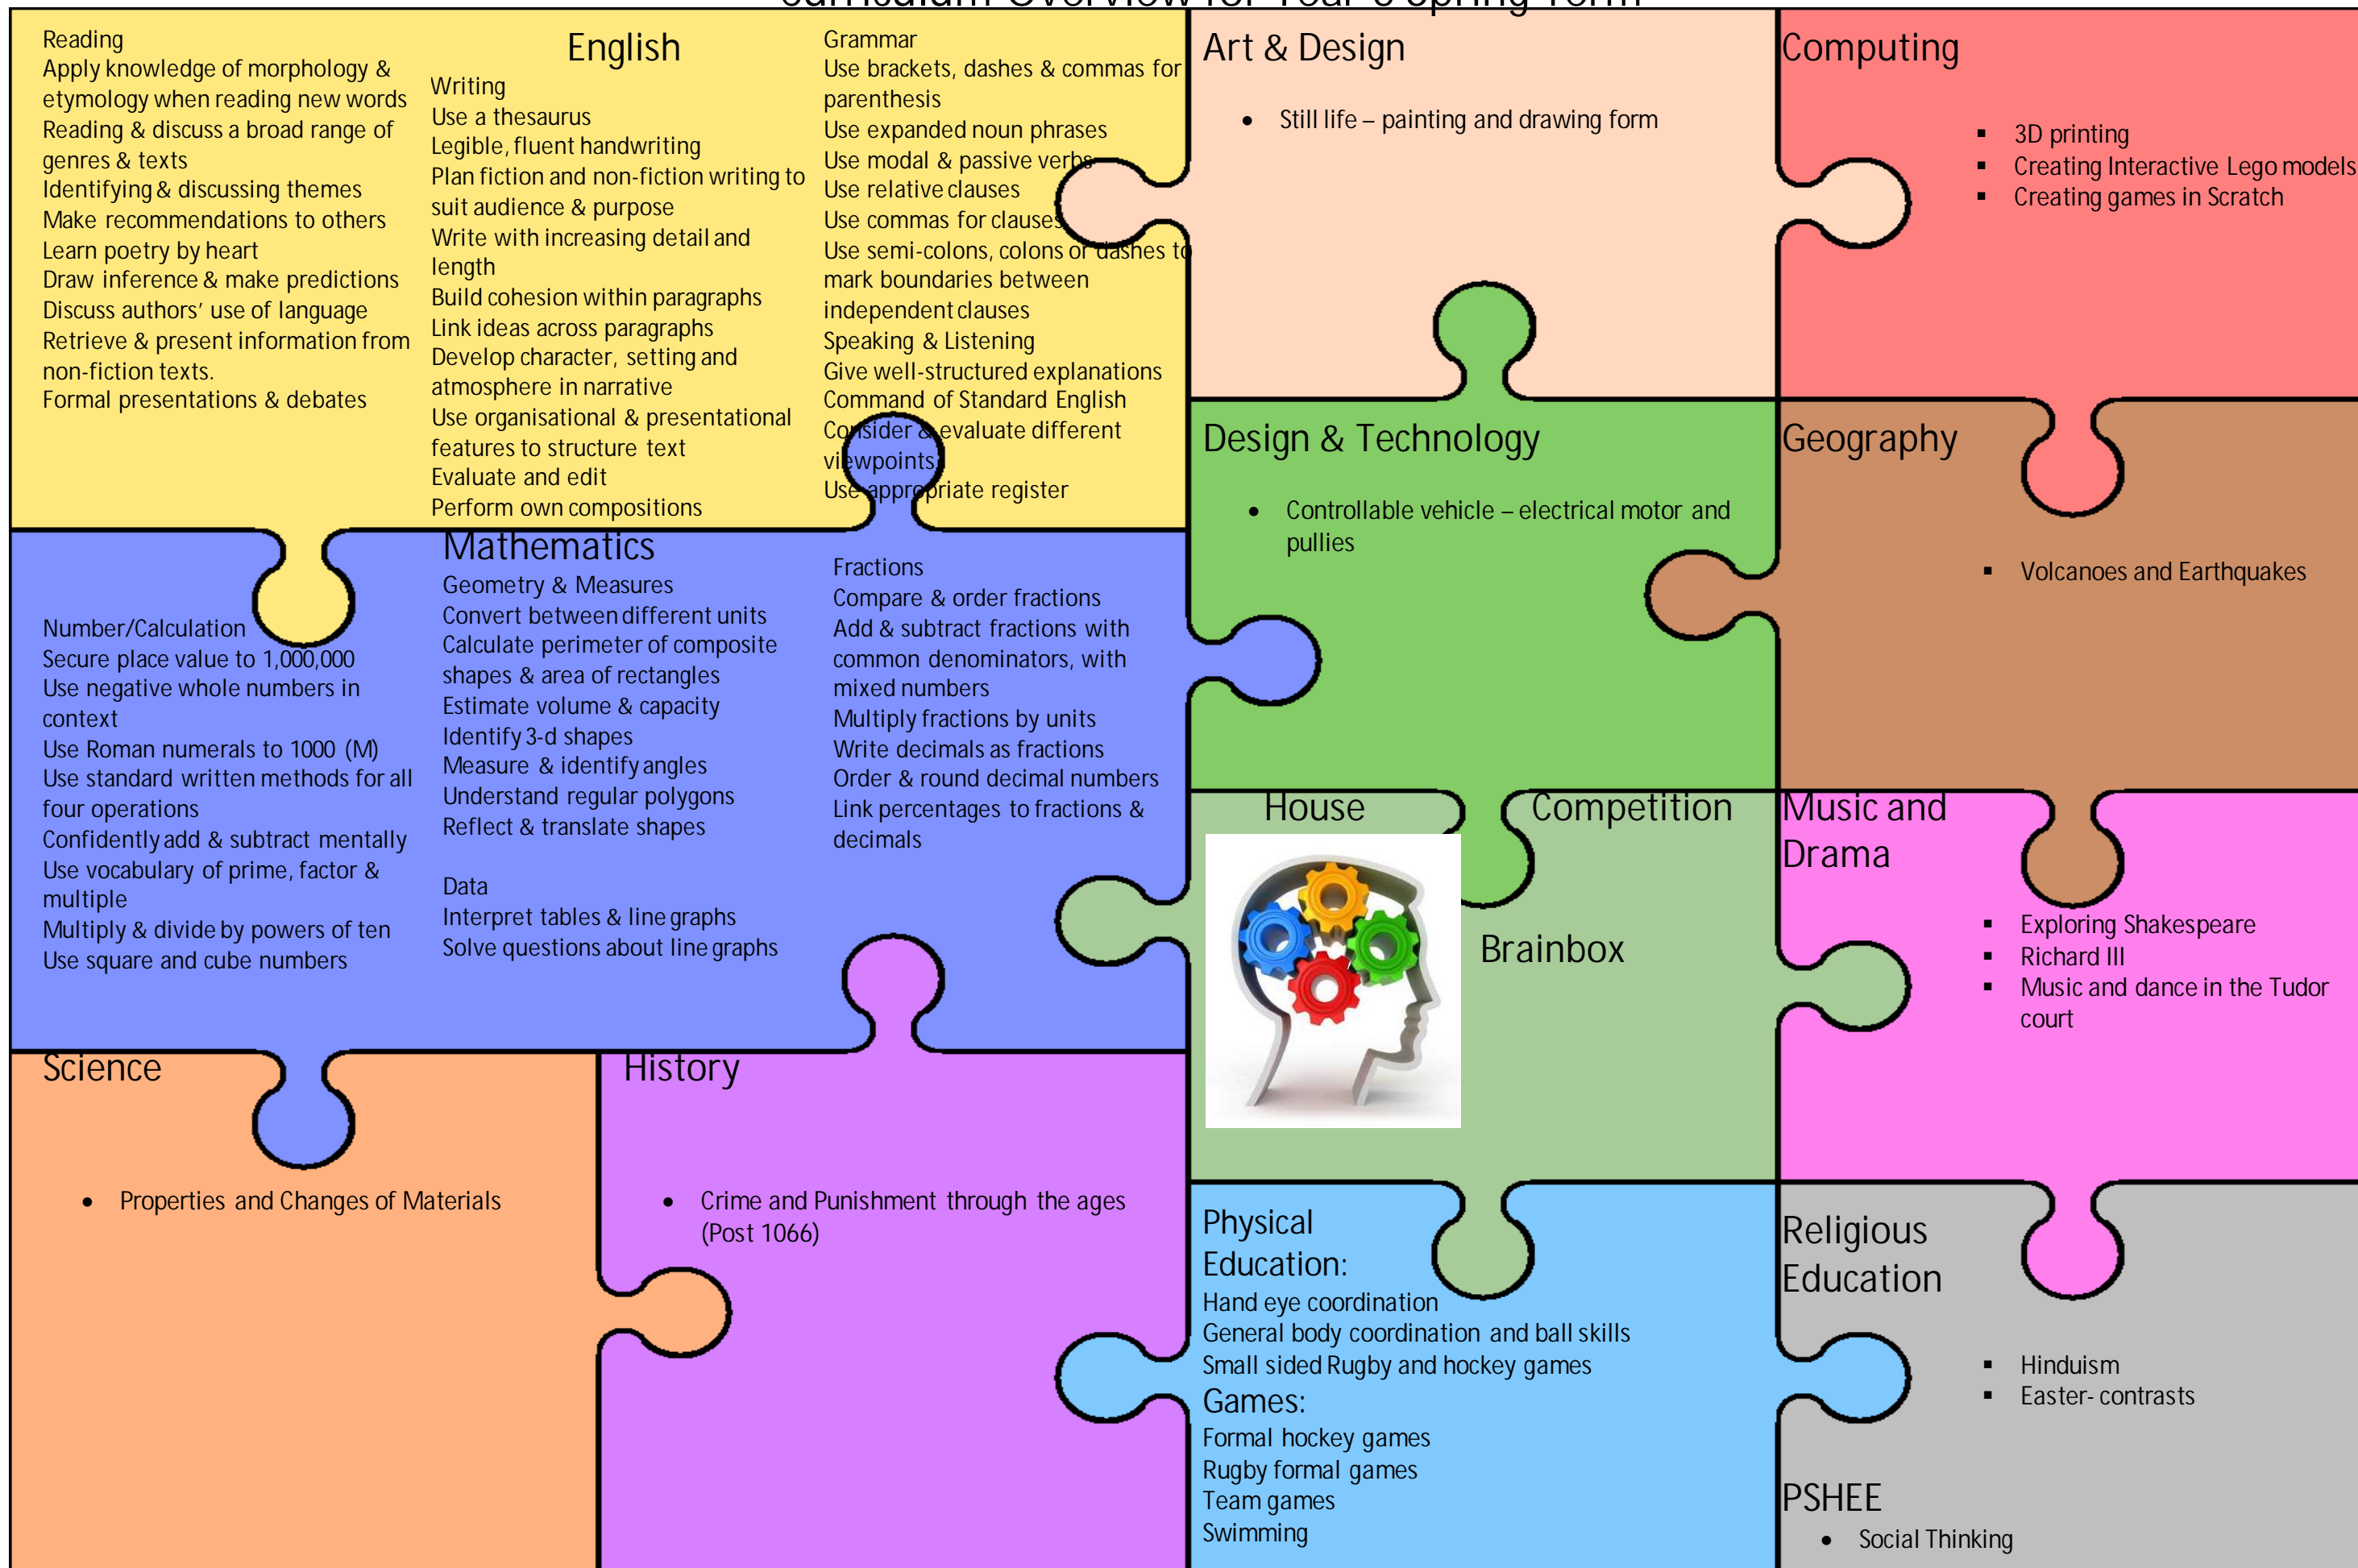 Curriculum Overview for Year Spring Term
Reading
Apply knowledge of morphology &
etymology when reading new words
Reading & discuss a broad range of
genres & texts
Identifying & discussing themes
Make recommendations to others
Learn poetry by heart
Draw inference & make predictions
Discuss authors’ use of language
Retrieve & present information from
non-fiction texts.
Formal presentations & debates
English
Writing
Use a thesaurus
Legible, fluent handwriting
Plan fiction and non-fiction writing to
suit audience & purpose
Write with increasing detail and
length
Build cohesion within paragraphs
Link ideas across paragraphs
Develop character, setting and
atmosphere in narrative
Use organisational & presentational
features to structure text
Evaluate and edit
Perform own compositions
Grammar
Use brackets, dashes & commas for
parenthesis
Use expanded noun phrases
Use modal & passive verbs
Use relative clauses
Use commas for clauses
Use semi-colons, colons or dashes to
mark boundaries between
independent clauses
Speaking & Listening
Give well-structured explanations
Command of Standard English
Consider & evaluate different
viewpoints
Use appropriate register
Art & Design
• Still life – painting and drawing form
Computing
▪ 3D printing
▪ Creating Interactive Lego models
▪ Creating games in Scratch
Design & Technology
• Controllable vehicle – electrical motor and
pullies
Geography
▪ Volcanoes and Earthquakes
Mathematics
Number/Calculation
Secure place value to 1,000,000
Use negative whole numbers in
context
Use Roman numerals to 1000 (M)
Use standard written methods for all
four operations
Confidently add & subtract mentally
Use vocabulary of prime, factor &
multiple
Multiply & divide by powers of ten
Use square and cube numbers
Geometry & Measures
Convert between different units
Calculate perimeter of composite
shapes & area of rectangles
Estimate volume & capacity
Identify 3-d shapes
Measure & identify angles
Understand regular polygons
Reflect & translate shapes
Data
Interpret tables & line graphs
Solve questions about line graphs
Fractions
Compare & order fractions
Add & subtract fractions with
common denominators, with
mixed numbers
Multiply fractions by units
Write decimals as fractions
Order & round decimal numbers
Link percentages to fractions &
decimals
House Competition
Brainbox
Music and
Drama
▪ Exploring Shakespeare
▪ Richard III
▪ Music and dance in the Tudor
court
Science
• Properties and Changes of Materials
History
• Crime and Punishment through the ages
(Post 1066)
Physical
Education:
Hand eye coordination
General body coordination and ball skills
Small sided Rugby and hockey games
Games:
Formal hockey games
Rugby formal games
Team games
Swimming
Religious
Education
▪ Hinduism
▪ Easter- contrasts
PSHEE
• Social Thinking